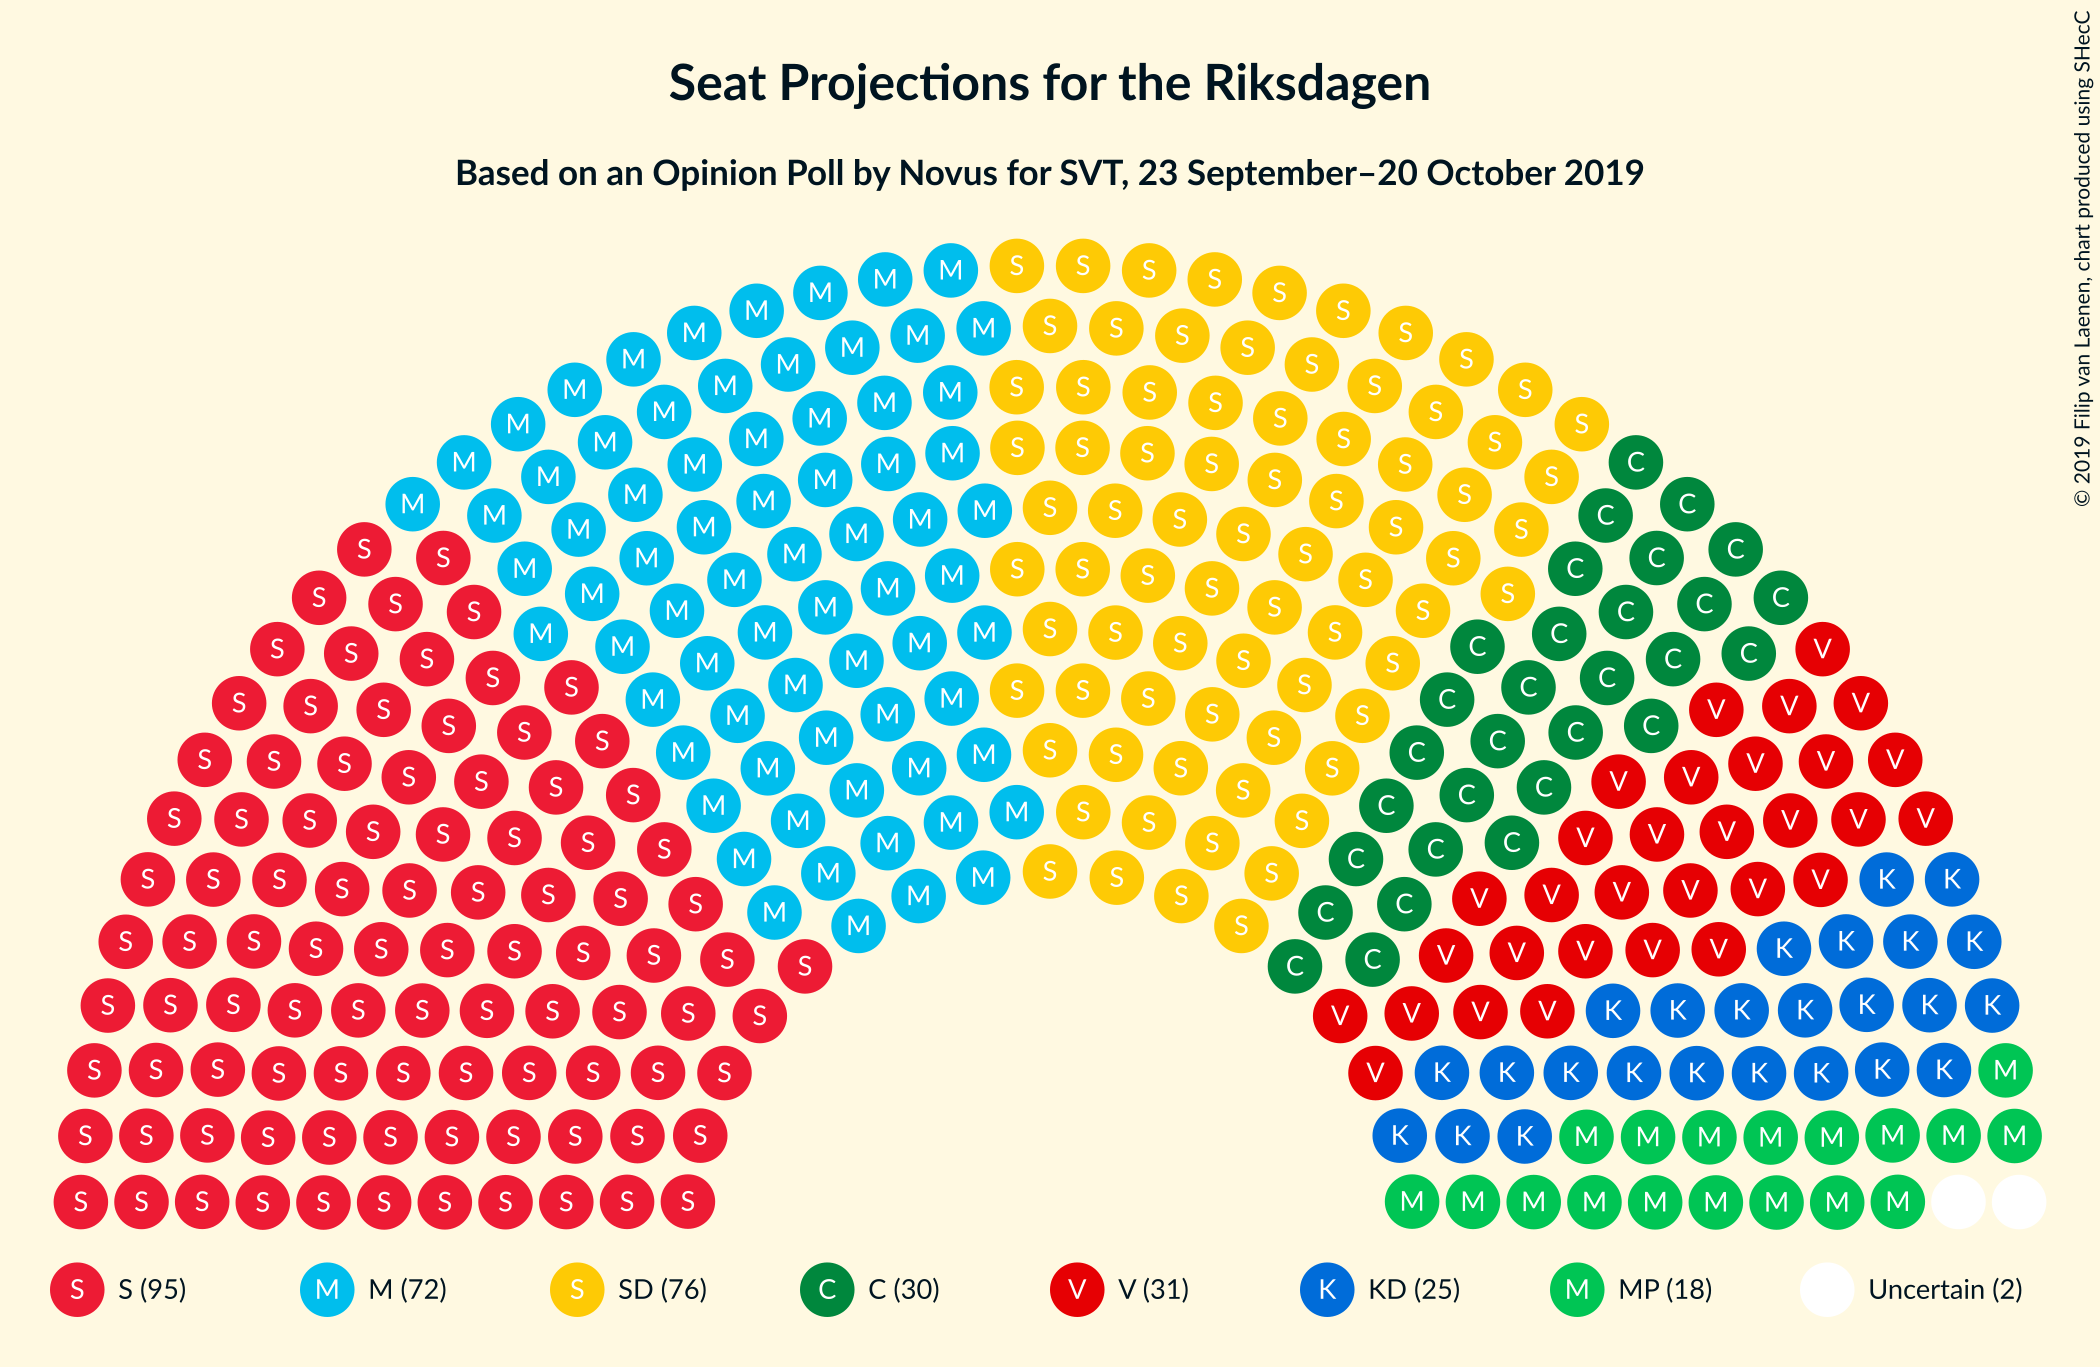 Seat Projections for the Riksdagen
Based on an Opinion Poll by Novus for SVT, 23 September–20 October 2019
© 2019 Filip van Laenen, chart produced using SHecC
S S (95) M M (72) S SD (76) C C (30) V V (31) K KD (25) M MP (18) Uncertain (2)